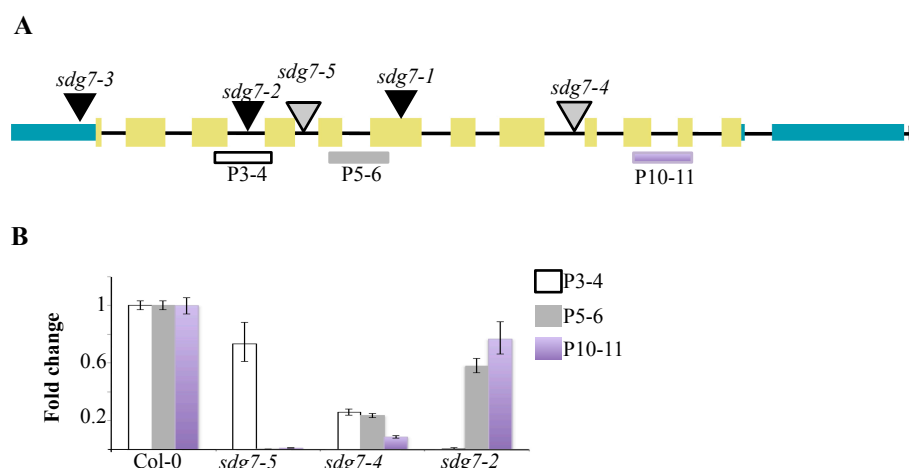 A
sdg7-3
sdg7-2
sdg7-5
sdg7-1
sdg7-4
P3-4
P5-6
P10-11
B
Fold change
1
0.6
0.2
Col-0
sdg7-5
sdg7-4
sdg7-2
P3-4
P5-6
P10-11